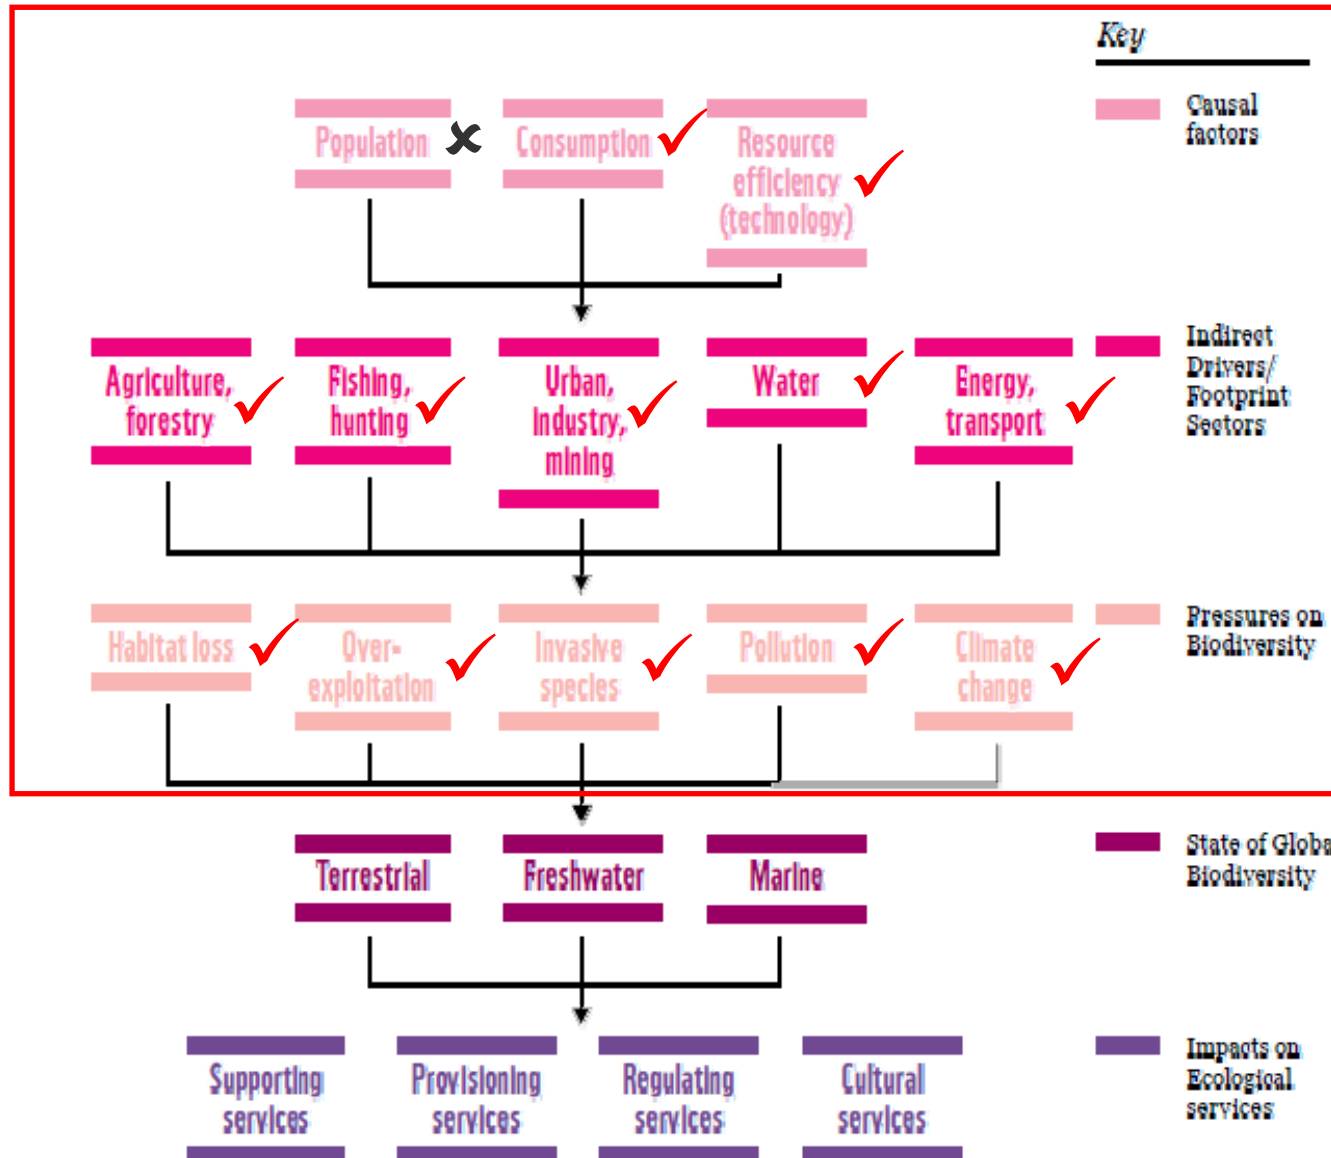 Key
Causal
factors
Population
Consumption
Resource
efficiency
(technology)
Indirect
Drivers/
Footprint
Sectors
Agriculture,
forestry
Fishing,
hunting
Urban,
industry,
mining
Water
Energy,
transport
Pressures on
Biodiversity
Habitat loss
Over-
exploitation
Invasive
species
Pollution
Climate
change
State of Globa
Biodiversity
Terrestrial
Freshwater
Marine
Impacts on
Ecological
services
Supporting
services
Provisioning
services
Regulating
services
Cultural
services